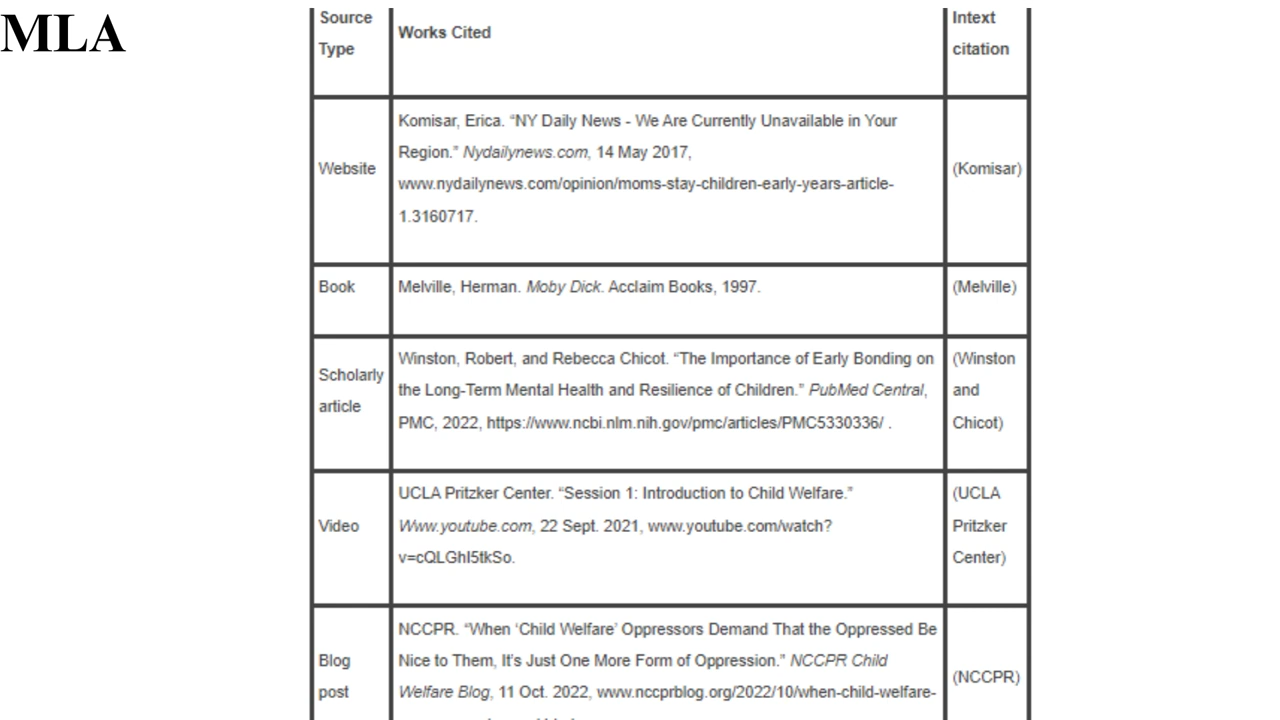 MLA
Source
Type
Works Cited
Intext
citation
Website
Komisar, Erica. “NY Daily News - We Are Currently Unavailable in Your
Region.” Nydailynews.com, 14 May 2017,
www.nydailynews.com/opinion/moms-stay-children-early-years-article-
1.3160717.
(Komisar)
Book
Melville, Herman. Moby Dick. Acclaim Books, 1997.
(Melville)
Scholarly
article
Winston, Robert, and Rebecca Chicot. “The Importance of Early Bonding on
the Long-Term Mental Health and Resilience of Children.” PubMed Central,
PMC, 2022, https://www.ncbi.nlm.nih.gov/pmc/articles/PMC5330336/ .
(Winston
and
Chicot)
Video
UCLA Pritzker Center. “Session 1: Introduction to Child Welfare.”
Www.youtube.com, 22 Sept. 2021, www.youtube.com/watch?
v=cQLGhI5tkSo.
(UCLA
Pritzker
Center)
Blog
post
NCCPR. “When ‘Child Welfare’ Oppressors Demand That the Oppressed Be
Nice to Them, It’s Just One More Form of Oppression.” NCCPR Child
Welfare Blog, 11 Oct. 2022, www.nccprblog.org/2022/10/when-child-welfare-
(NCCPR)